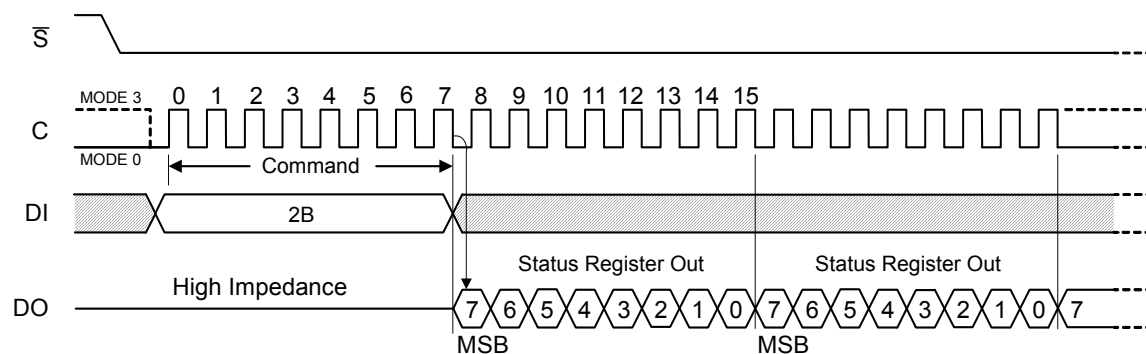 S
MODE 3
0 1 2 3 4 5 6 7 8 9 10 11 12 13 14 15
C
MODE 0
Command
DI
2B
Status Register Out Status Register Out
High Impedance
DO
7 6 5 4 3 2 1 0 7 6 5 4 3 2 1 0 7
MSB MSB